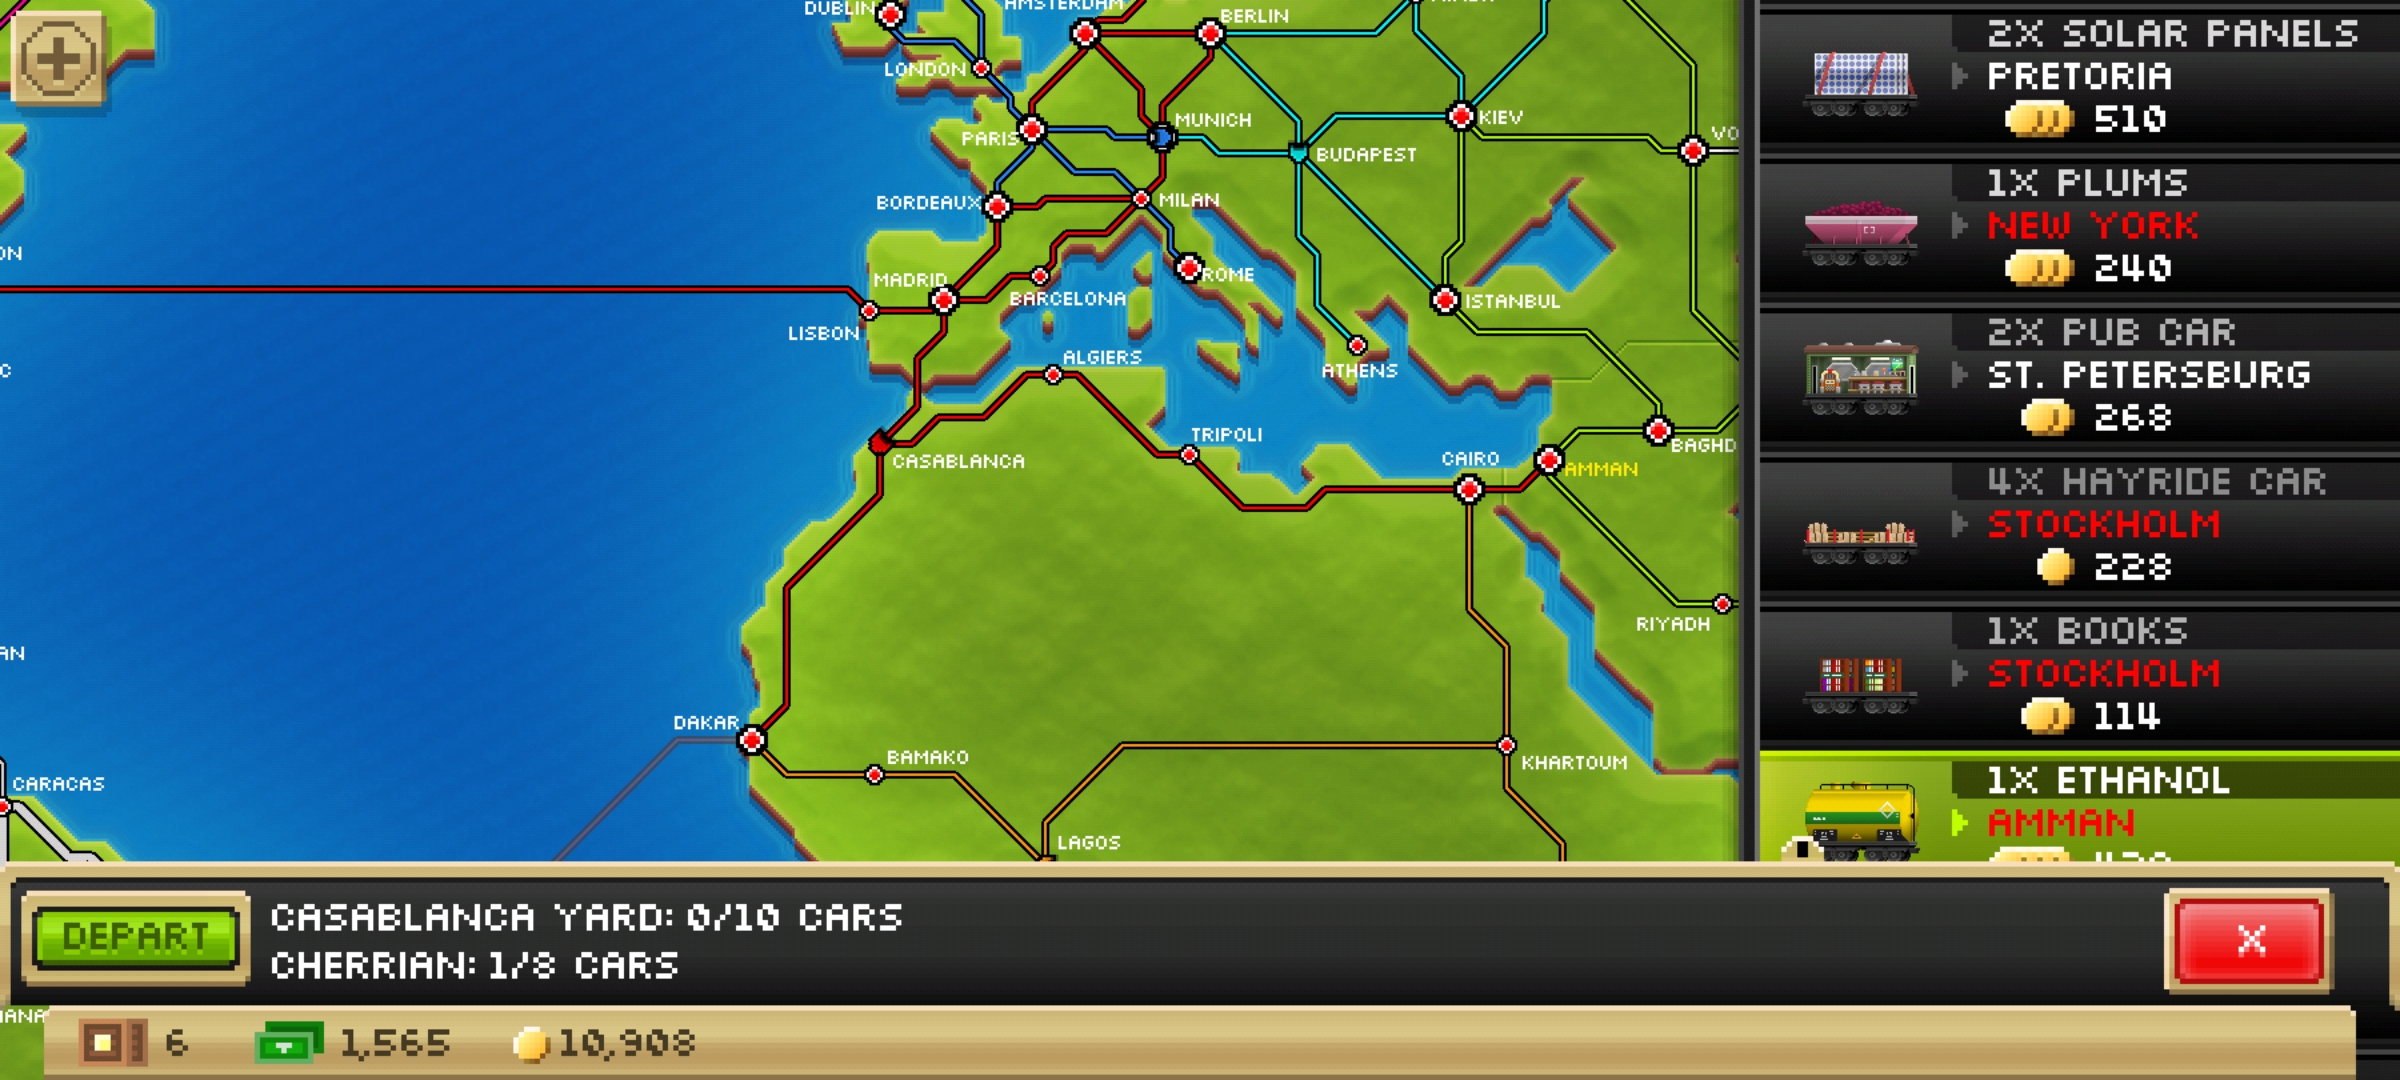 DUBLIN
AMSTERDAM
BERLIN
LONDON
PARIS
MUNICH
KIEV
VO
BUDAPEST
BORDEAUX
MILAN
ON
MADRID
BARCELONA
ROME
ISTANBUL
LISBON
ALGIERS
ATHENS
C
TRIPOLI
CASABLANCA
CAIRO
AMMAN
BAGHD
RIYADH
AN
DAKAR
BAMAKO
KHARTOUM
CARACAS
LAGOS
2X SOLAR PANELS
PRETORIA
510
1X PLUMS
NEW YORK
240
2X PUB CAR
ST. PETERSBURG
268
4X HAYRIDE CAR
STOCKHOLM
228
1X BOOKS
STOCKHOLM
114
1X ETHANOL
AMMAN
DEPART
CASABLANCA YARD: 0/10 CARS
CHERRIAN: 1/8 CARS
X
ANA
6
1,565
10,908